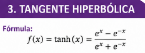 3. TANGENTE HIPERBÓLICA
Fórmula:
f(x) = tanh(x) = (e^x − e^−x) / (e^x + e^−x)